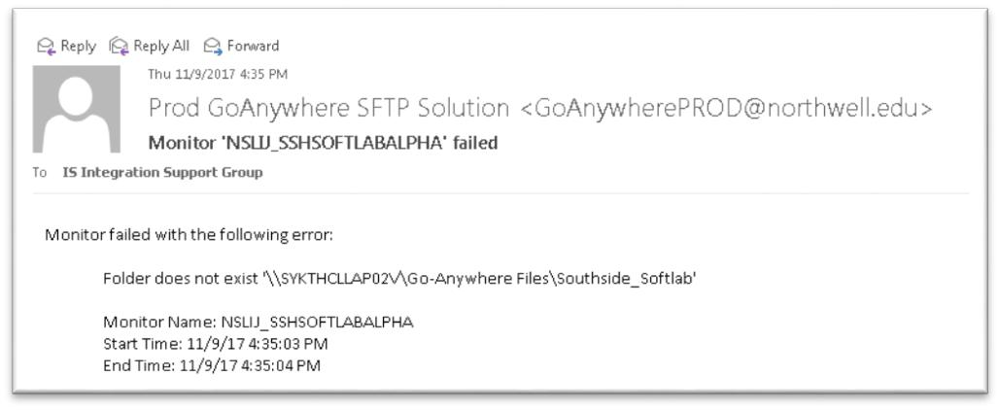 Reply Reply All Forward
Thu 11/9/2017 4:35 PM
Prod GoAnywhere SFTP Solution <GoAnywherePROD@northwell.edu>
Monitor 'NSLIJ_SSHSOFTLABALPHA' failed
To IS Integration Support Group
Monitor failed with the following error:
Folder does not exist '\\SYKTHCLLAP02V\Go-Anywhere Files\Southside_Softlab'
Monitor Name: NSLIJ_SSHSOFTLABALPHA
Start Time: 11/9/17 4:35:03 PM
End Time: 11/9/17 4:35:04 PM